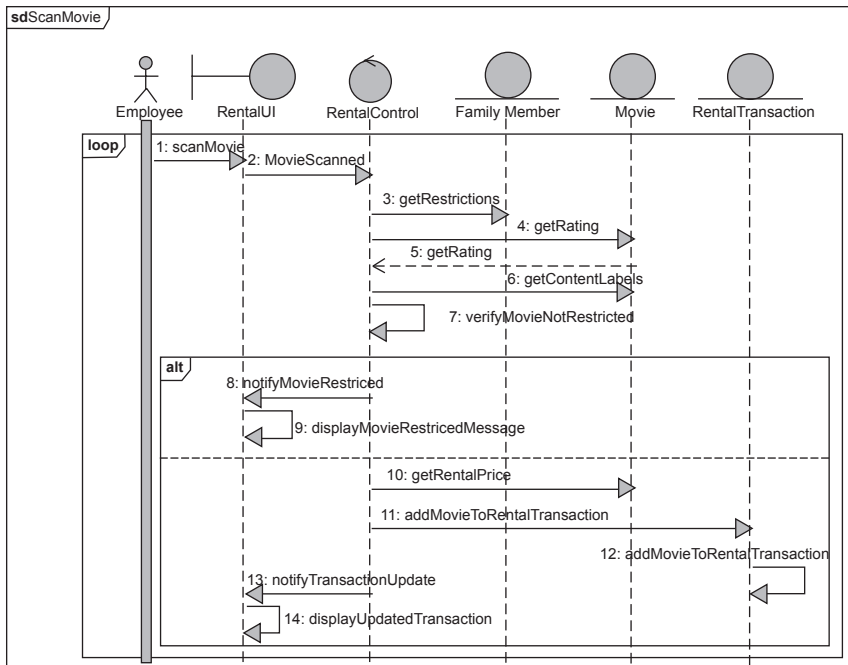 sdScanMovie
Employee
RentalUI
RentalControl
Family Member
Movie
RentalTransaction
loop
1: scanMovie
2: MovieScanned
3: getRestrictions
4: getRating
5: getRating
6: getContentLabels
7: verifyMovieNotRestricted
alt
8: notifyMovieRestriced
9: displayMovieRestricedMessage
10: getRentalPrice
11: addMovieToRentalTransaction
12: addMovieToRentalTransaction
13: notifyTransactionUpdate
14: displayUpdatedTransaction